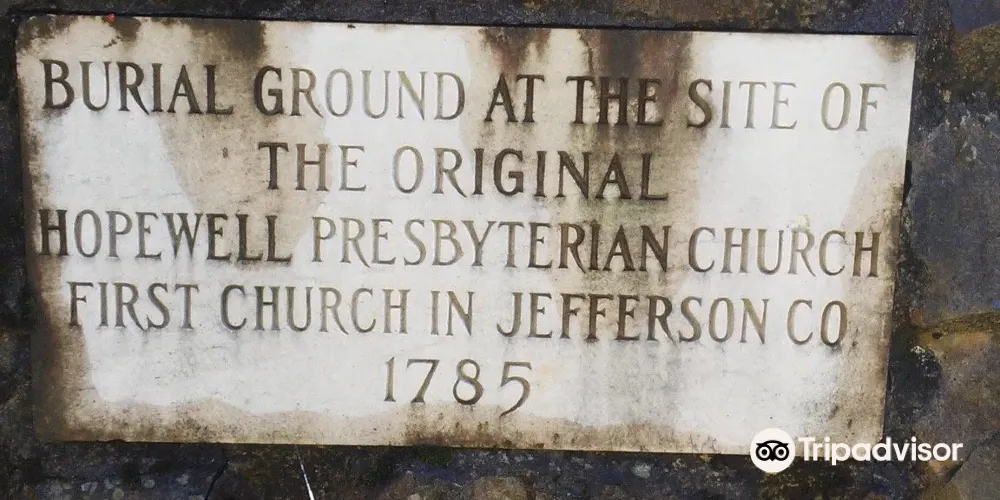 BURIAL GROUND AT THE SITE OF
THE ORIGINAL
HOPEWELL PRESBYTERIAN CHURCH
FIRST CHURCH IN JEFFERSON CO.
1785
Tripadvisor